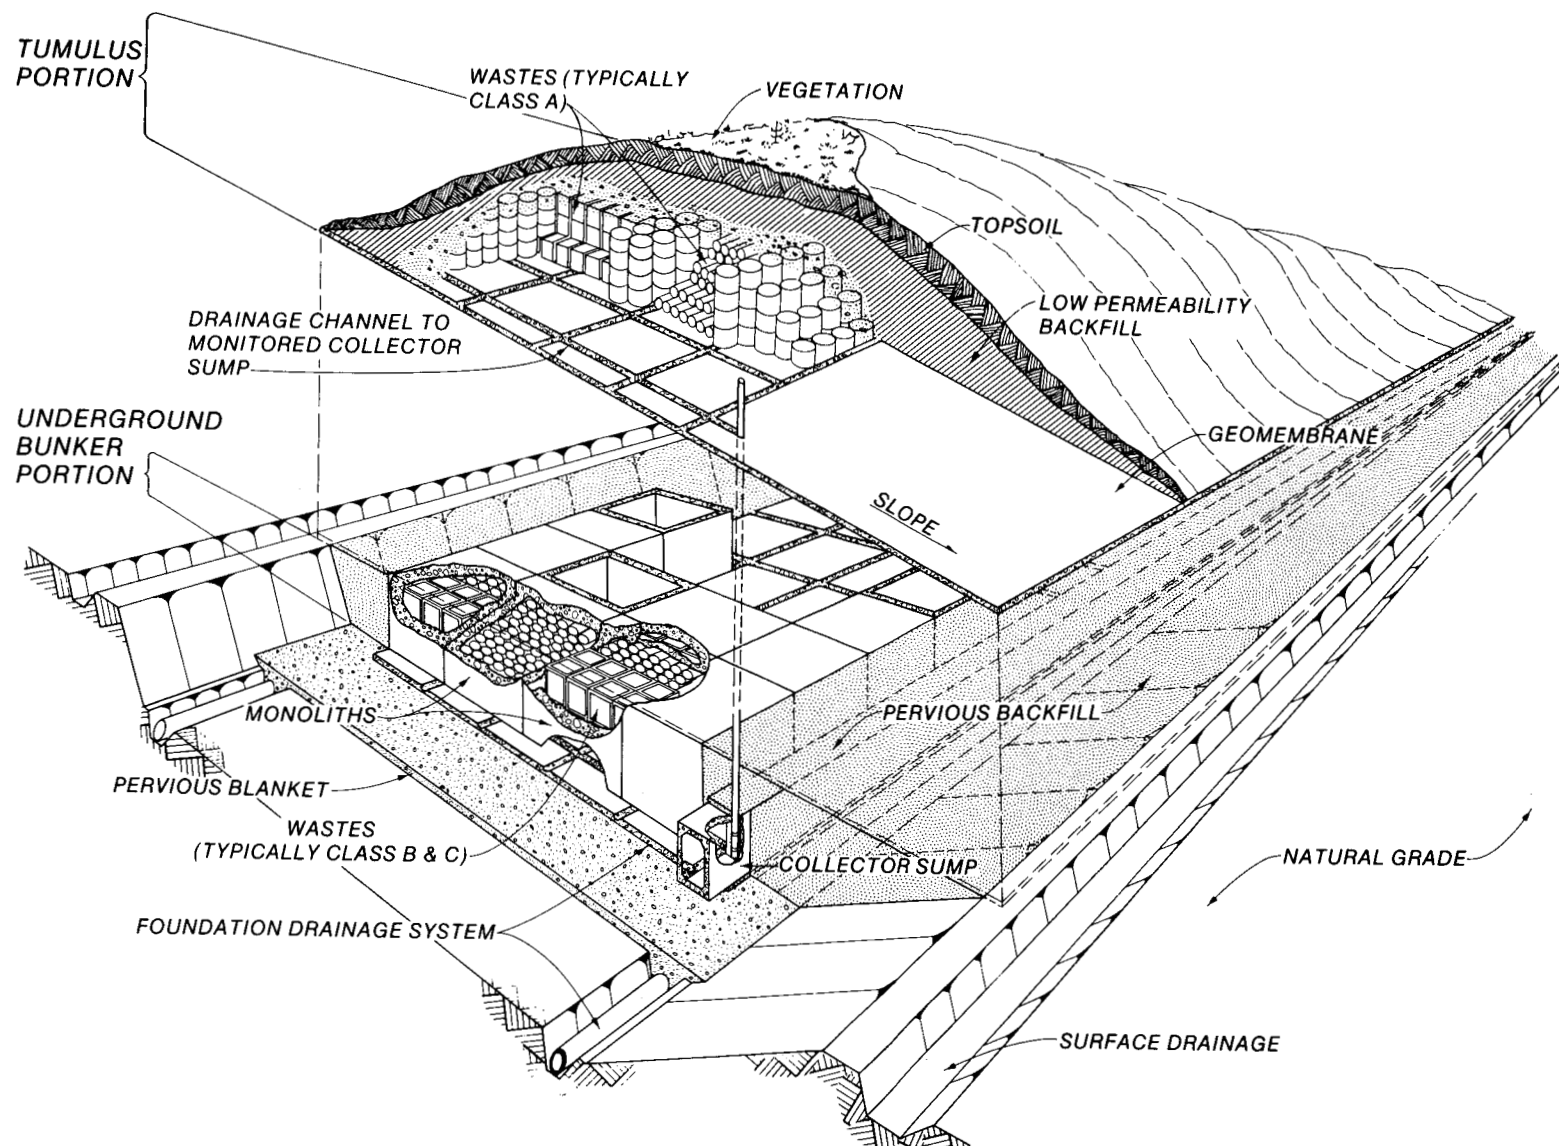 TUMULUS
PORTION
WASTES (TYPICALLY
CLASS A)
VEGETATION
TOPSOIL
LOW PERMEABILITY
BACKFILL
DRAINAGE CHANNEL TO
MONITORED COLLECTOR
SUMP
UNDERGROUND
BUNKER
PORTION
GEOMEMBRANE
SLOPE
MONOLITHS
PERVIOUS BACKFILL
PERVIOUS BLANKET
WASTES
(TYPICALLY CLASS B & C)
COLLECTOR SUMP
NATURAL GRADE
FOUNDATION DRAINAGE SYSTEM
SURFACE DRAINAGE